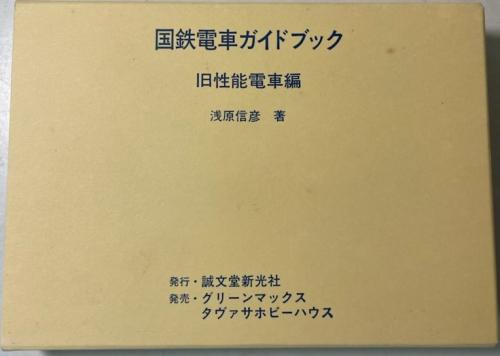 国鉄電車ガイドブック
旧性能電車編
浅原信彦 著
発行・誠文堂新光社
発売・グリーンマックス
タヴァサホビーハウス